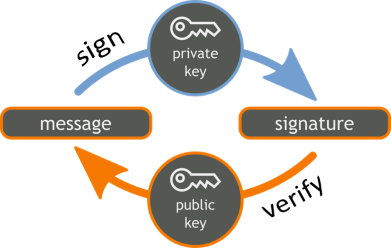 sign
private
key
message
signature
public
key
verify